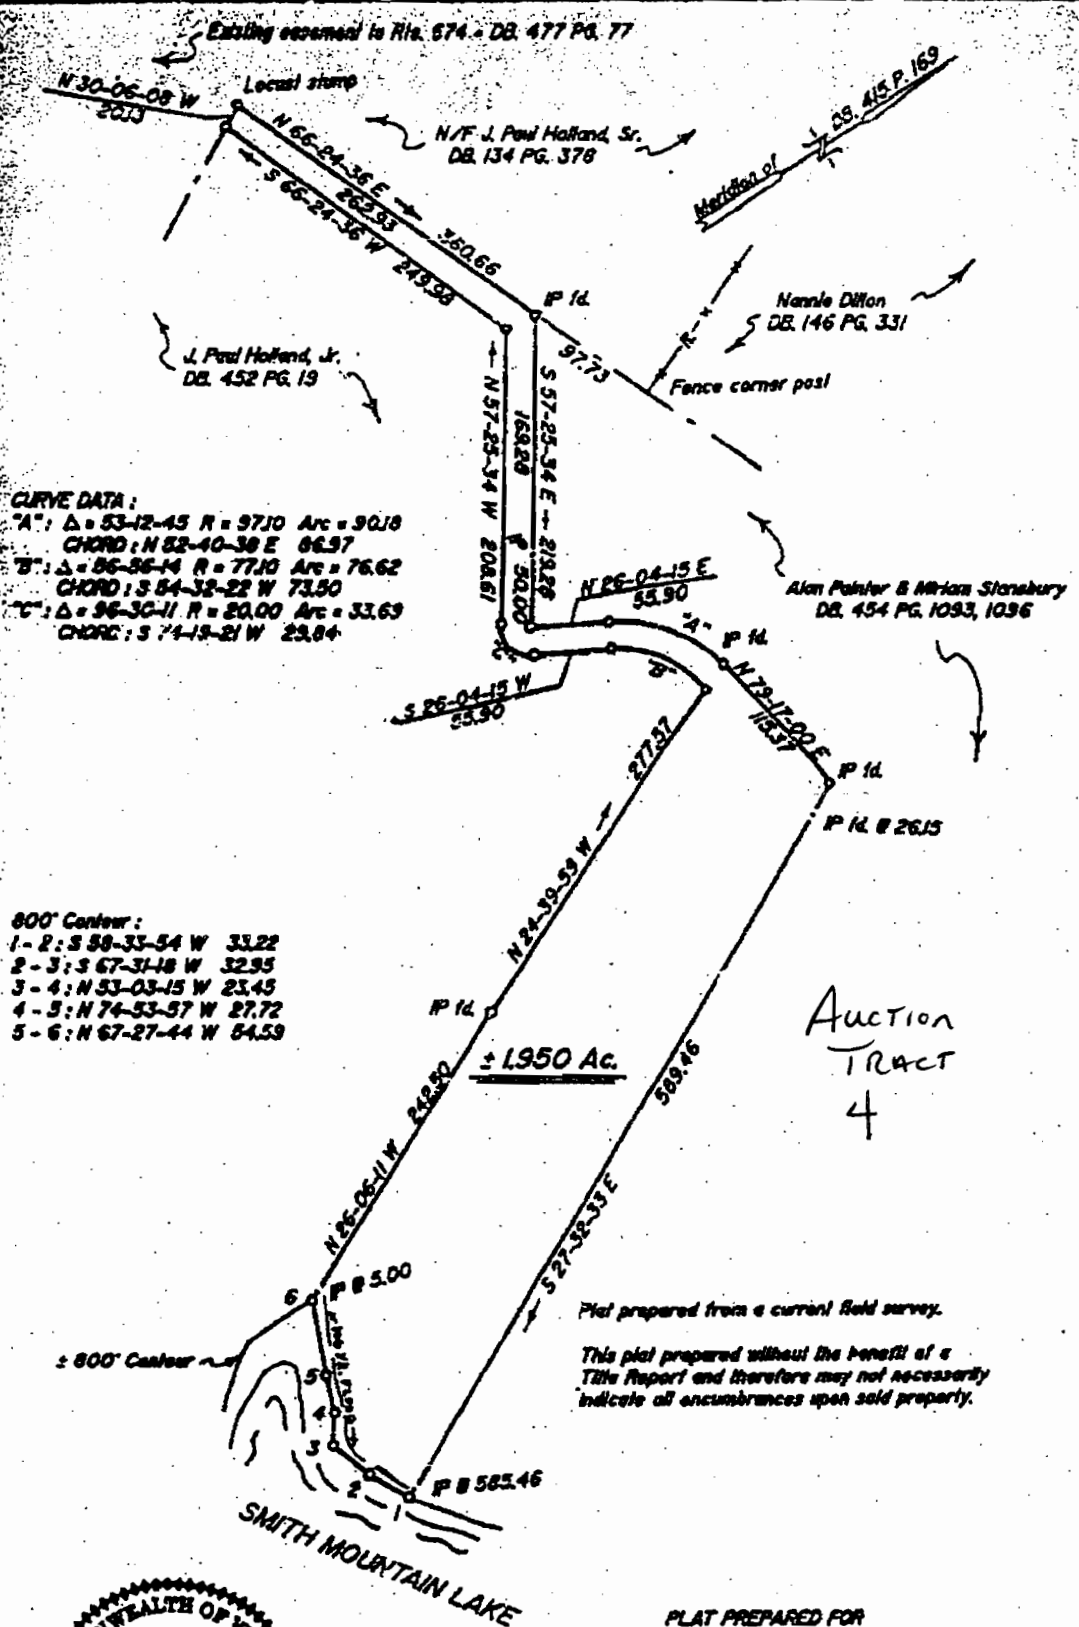 Existing easement to Rte. 674 - DB. 477 PG. 77
N 30-06-08 W
20.13
Locust stump
N 66-24-36 E
262.93
360.66
S 66-24-36 W 249.98
N/F J. Paul Holland, Sr.
DB. 134 PG. 378
Meridian of DB. 415 P. 169
IP fd.
97.73
Nannie Dillon
DB. 146 PG. 331
Fence corner post
J. Paul Holland, Jr.
DB. 452 PG. 19
N 57-25-34 W 208.61
169.28
IP 50.00
S 57-25-34 E 219.28
CURVE DATA :
"A" : Δ = 53-12-45 R = 97.10 Arc = 90.18
CHORD : N 52-40-38 E 86.97
"B" : Δ = 56-56-14 R = 77.10 Arc = 76.62
CHORD : S 54-32-22 W 73.50
"C" : Δ = 96-30-11 R = 20.00 Arc = 33.69
CHORD : S 74-19-21 W 29.84
N 26-04-15 E
55.90
"A"
IP fd.
"B"
"C"
S 26-04-15 W
55.90
Alan Painter & Miriam Stanebury
DB. 454 PG. 1093, 1096
N 79-17-00 E
115.37
IP fd.
IP fd. @ 26.15
N 24-39-59 W 277.57
800' Contour :
1 - 2 : S 58-33-54 W 33.22
2 - 3 : S 67-31-18 W 32.95
3 - 4 : N 53-03-15 W 23.45
4 - 5 : N 74-53-57 W 27.72
5 - 6 : N 67-27-44 W 54.59
IP fd.
± 1.950 Ac.
AUCTION
TRACT
4
N 26-06-11 W 242.50
S 27-32-33 E 589.46
6
IP @ 5.00
± 800' Contour
5
4
3
2
1
IP @ 585.46
Plat prepared from a current field survey.
This plat prepared without the benefit of a
Title Report and therefore may not necessarily
indicate all encumbrances upon said property.
SMITH MOUNTAIN LAKE
WEALTH OF
PLAT PREPARED FOR